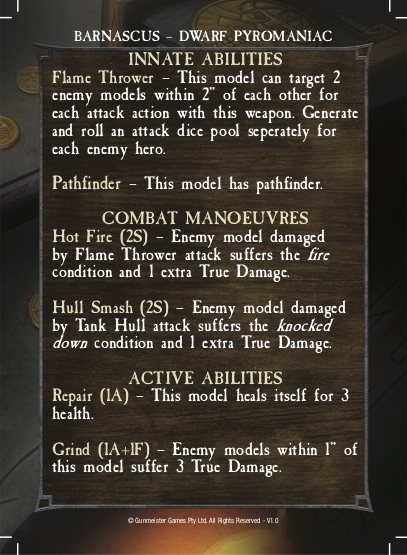 BARNASCUS – DWARF PYROMANIAC
INNATE ABILITIES
Flame Thrower – This model can target 2
enemy models within 2" of each other for
each attack action with this weapon. Generate
and roll an attack dice pool seperately for
each enemy hero.
Pathfinder – This model has pathfinder.
COMBAT MANOEUVRES
Hot Fire (2S) – Enemy model damaged
by Flame Thrower attack suffers the fire
condition and 1 extra True Damage.
Hull Smash (2S) – Enemy model damaged
by Tank Hull attack suffers the knocked
down condition and 1 extra True Damage.
ACTIVE ABILITIES
Repair (1A) – This model heals itself for 3
health.
Grind (1A+1F) – Enemy models within 1" of
this model suffer 3 True Damage.
© Gunmeister Games Pty Ltd. All Rights Reserved - V1.0